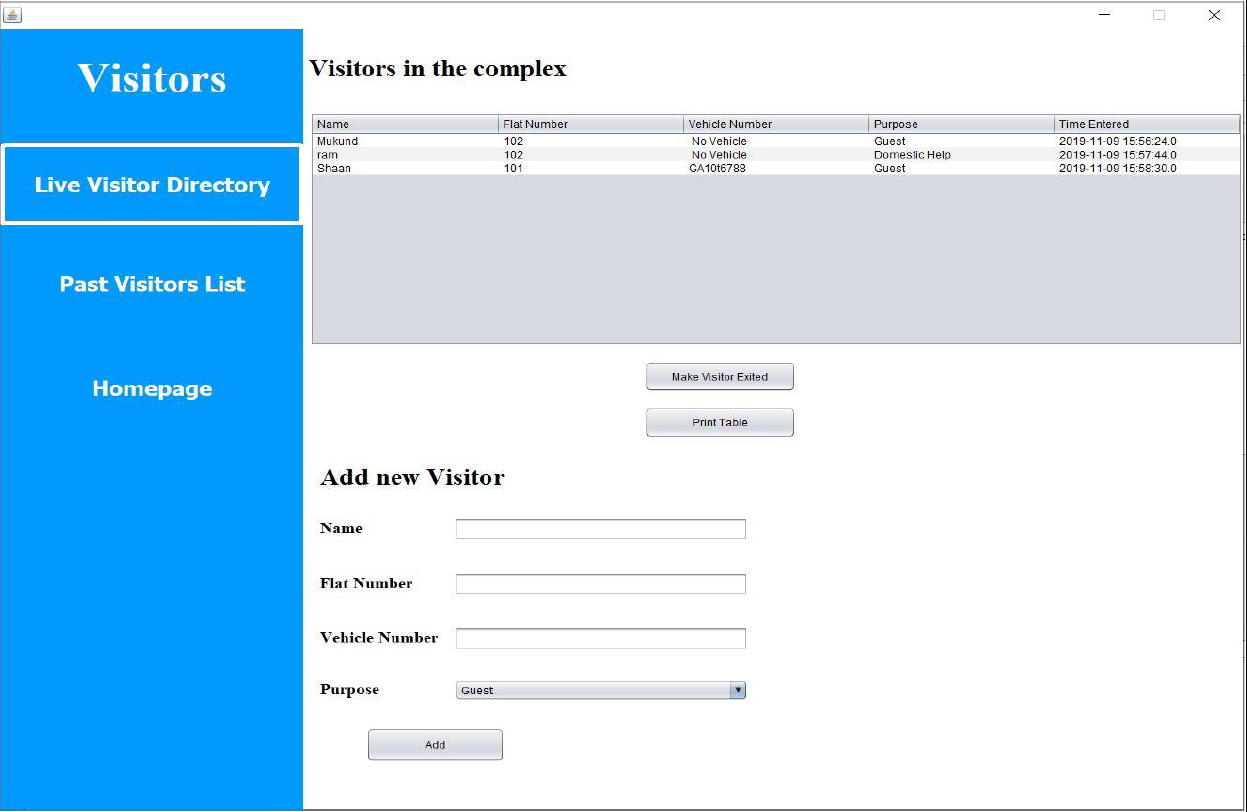 Visitors
Live Visitor Directory
Past Visitors List
Homepage
Visitors in the complex
Name Flat Number Vehicle Number Purpose Time Entered
Mukund 102 No Vehicle Guest 2019-11-09 15:56:24.0
ram 102 No Vehicle Domestic Help 2019-11-09 15:57:44.0
Shaan 101 GA10t6788 Guest 2019-11-09 15:58:30.0
Make Visitor Exited
Print Table
Add new Visitor
Name
Flat Number
Vehicle Number
Purpose Guest
Add